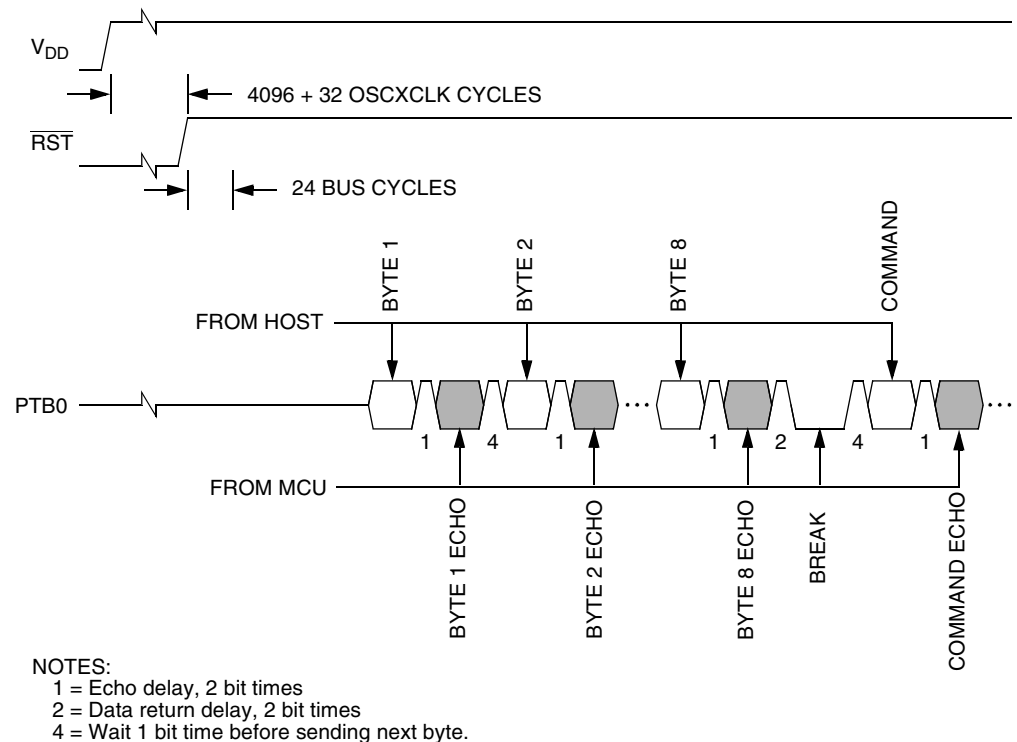 VDD
4096 + 32 OSCXCLK CYCLES
RST
24 BUS CYCLES
BYTE 1
BYTE 2
BYTE 8
COMMAND
FROM HOST
PTB0
...
...
1
4
1
1
2
4
1
FROM MCU
BYTE 1 ECHO
BYTE 2 ECHO
BYTE 8 ECHO
BREAK
COMMAND ECHO
NOTES:
1 = Echo delay, 2 bit times
2 = Data return delay, 2 bit times
4 = Wait 1 bit time before sending next byte.